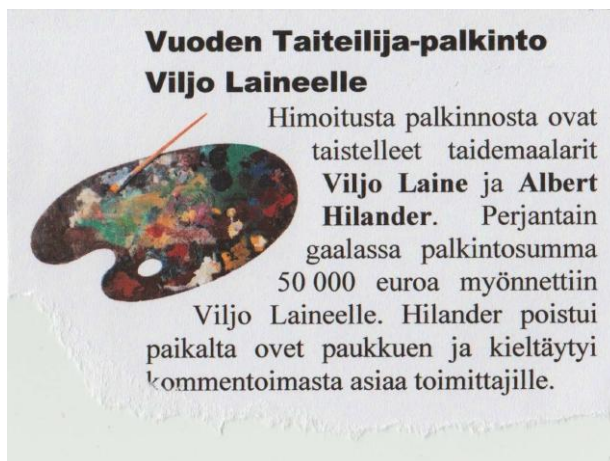 Vuoden Taiteilija-palkinto
Viljo Laineelle
Himoitusta palkinnosta ovat
taistelleet taidemaalarit
Viljo Laine ja Albert
Hilander. Perjantain
gaalassa palkintosumma
50 000 euroa myönnettiin
Viljo Laineelle. Hilander poistui
paikalta ovet paukkuen ja kieltäytyi
kommentoimasta asiaa toimittajille.